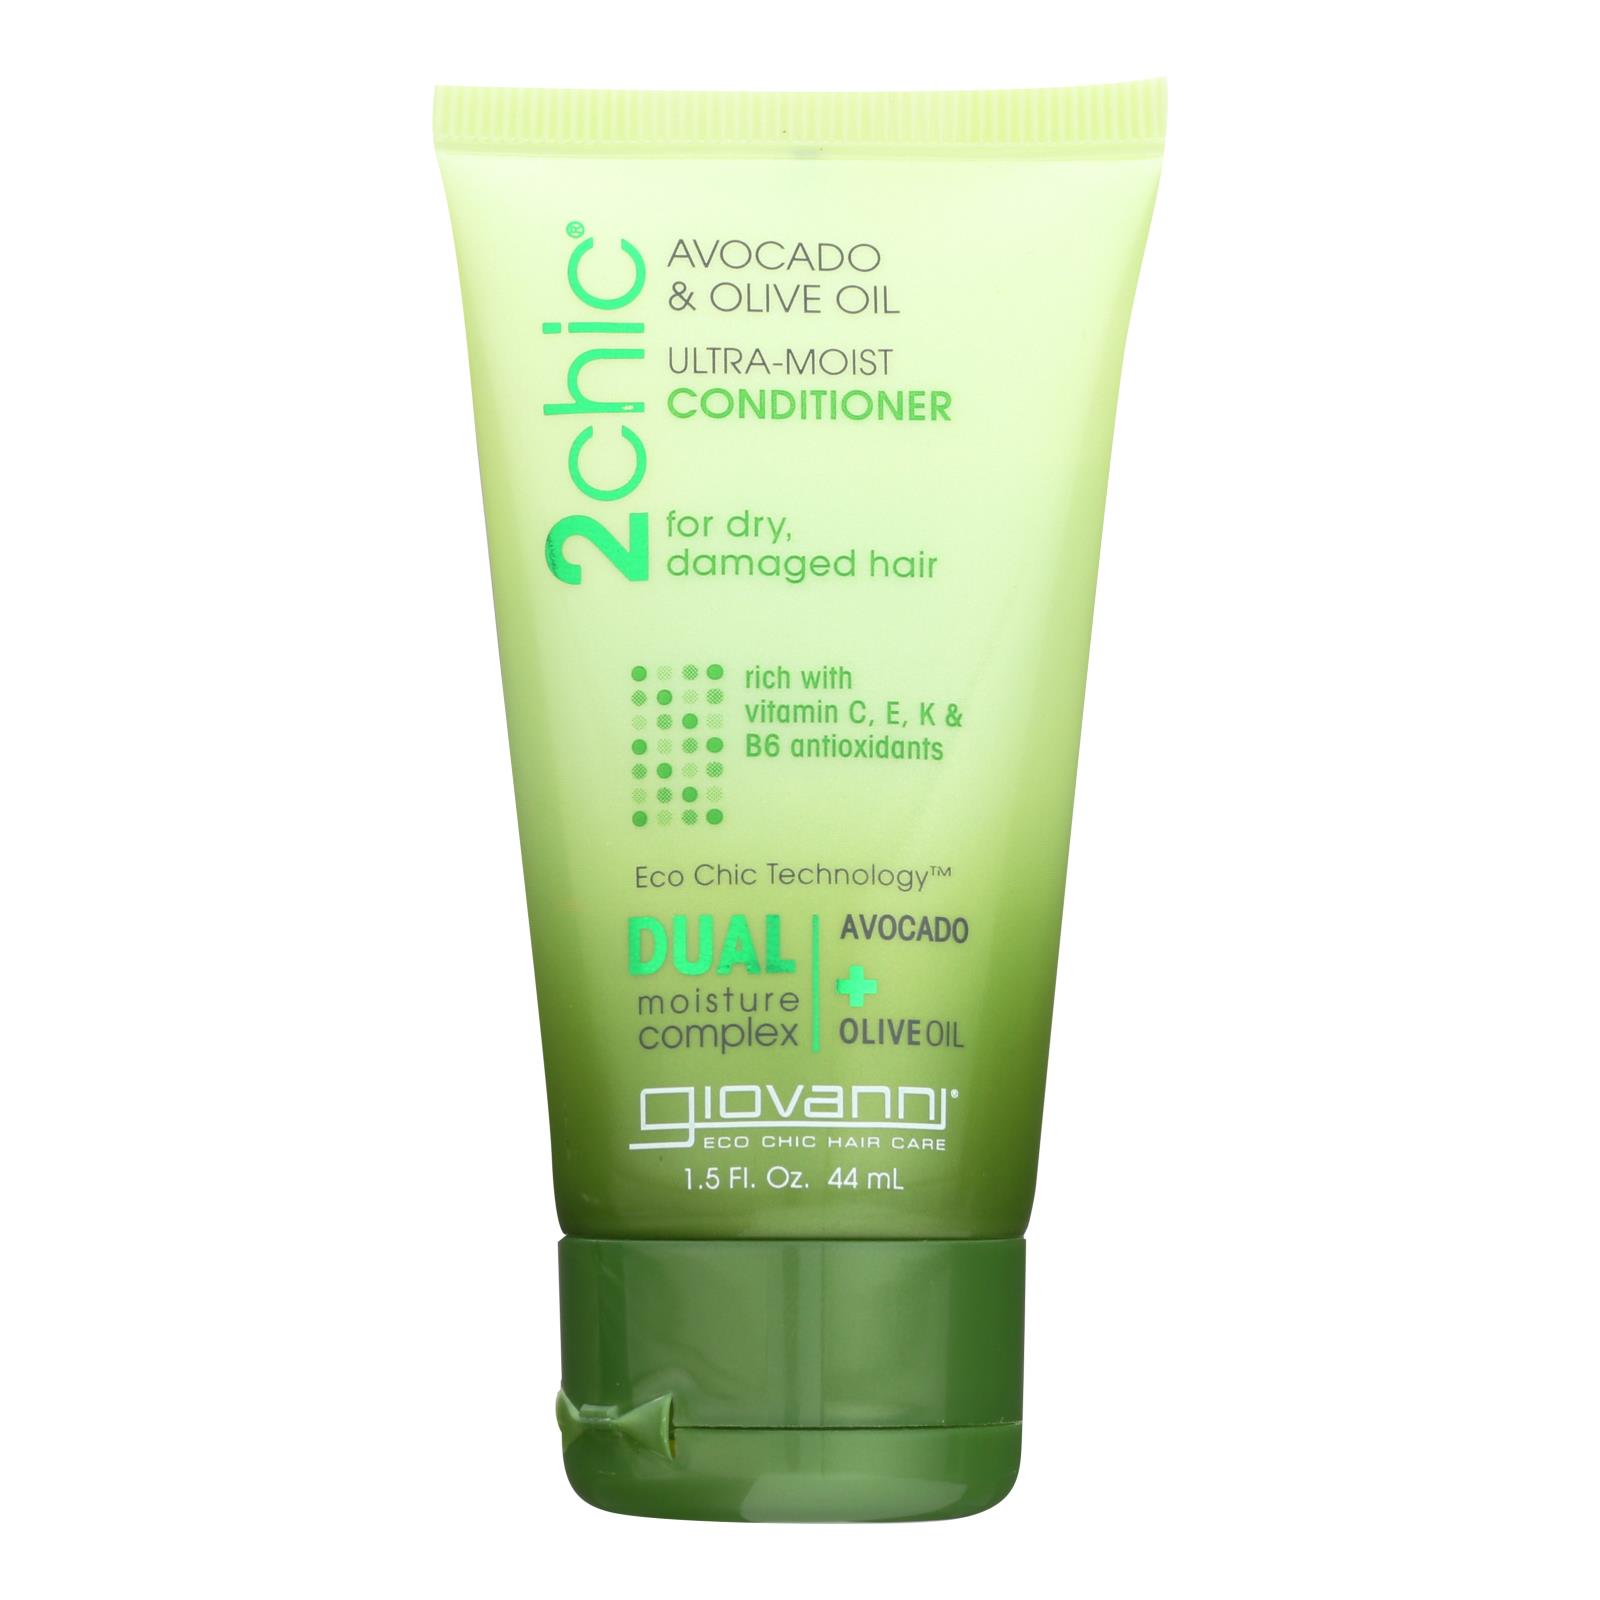 2chic®
AVOCADO
& OLIVE OIL
ULTRA-MOIST
CONDITIONER
for dry,
damaged hair
rich with
vitamin C, E, K &
B6 antioxidants
Eco Chic Technology™
DUAL
moisture
complex
AVOCADO
+
OLIVE OIL
giovanni®
ECO CHIC HAIR CARE
1.5 Fl. Oz. 44 mL